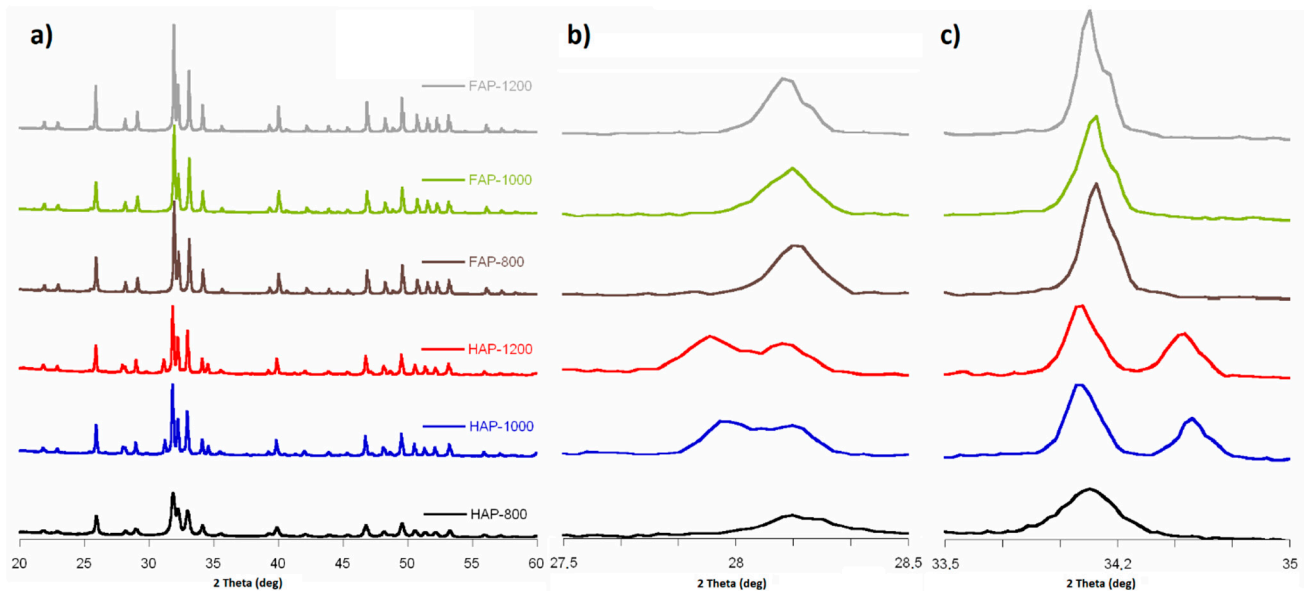 a)
b)
c)
FAP-1200
FAP-1000
FAP-800
HAP-1200
HAP-1000
HAP-800
20 25 30 35 40 45 50 55 60
27.5 28 28.5
33.5 34,2 35
2 Theta (deg)
2 Theta (deg)
2 Theta (deg)